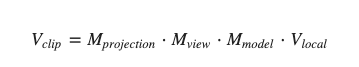 V_clip = M_projection · M_view · M_model · V_local